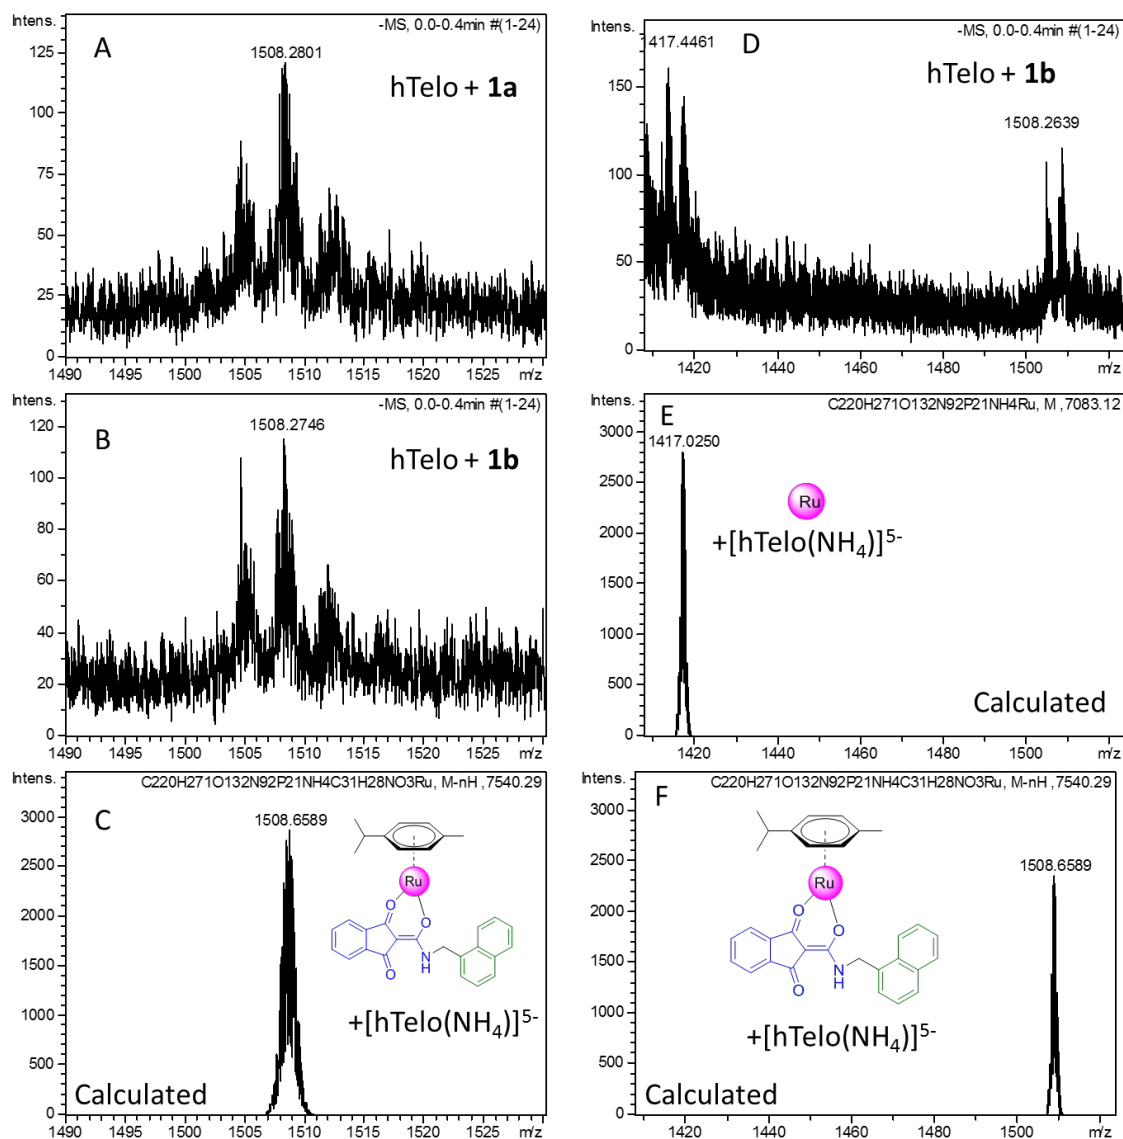 Intens.
-MS, 0.0-0.4min #(1-24)
A
1508.2801
hTelo + 1a
125
100
75
50
25
0
1490 1495 1500 1505 1510 1515 1520 1525 m/z
Intens.
-MS, 0.0-0.4min #(1-24)
B
1508.2746
hTelo + 1b
120
100
80
60
40
20
0
1490 1495 1500 1505 1510 1515 1520 1525 m/z
Intens.
C220H271O132N92P21NH4C31H28NO3Ru, M-nH ,7540.29
C
1508.6589
3000
2500
2000
1500
1000
500
0
Ru
O
O
O
N
H
+[hTelo(NH4)]5-
Calculated
1490 1495 1500 1505 1510 1515 1520 1525 m/z
Intens.
-MS, 0.0-0.4min #(1-24)
417.4461
D
hTelo + 1b
1508.2639
150
100
50
0
1420 1440 1460 1480 1500 m/z
Intens.
C220H271O132N92P21NH4Ru, M ,7083.12
E
1417.0250
3000
2500
2000
1500
1000
500
0
Ru
+[hTelo(NH4)]5-
Calculated
1420 1440 1460 1480 1500 m/z
Intens.
C220H271O132N92P21NH4C31H28NO3Ru, M-nH ,7540.29
F
1508.6589
3000
2500
2000
1500
1000
500
0
Ru
O
O
O
N
H
+[hTelo(NH4)]5-
Calculated
1420 1440 1460 1480 1500 m/z